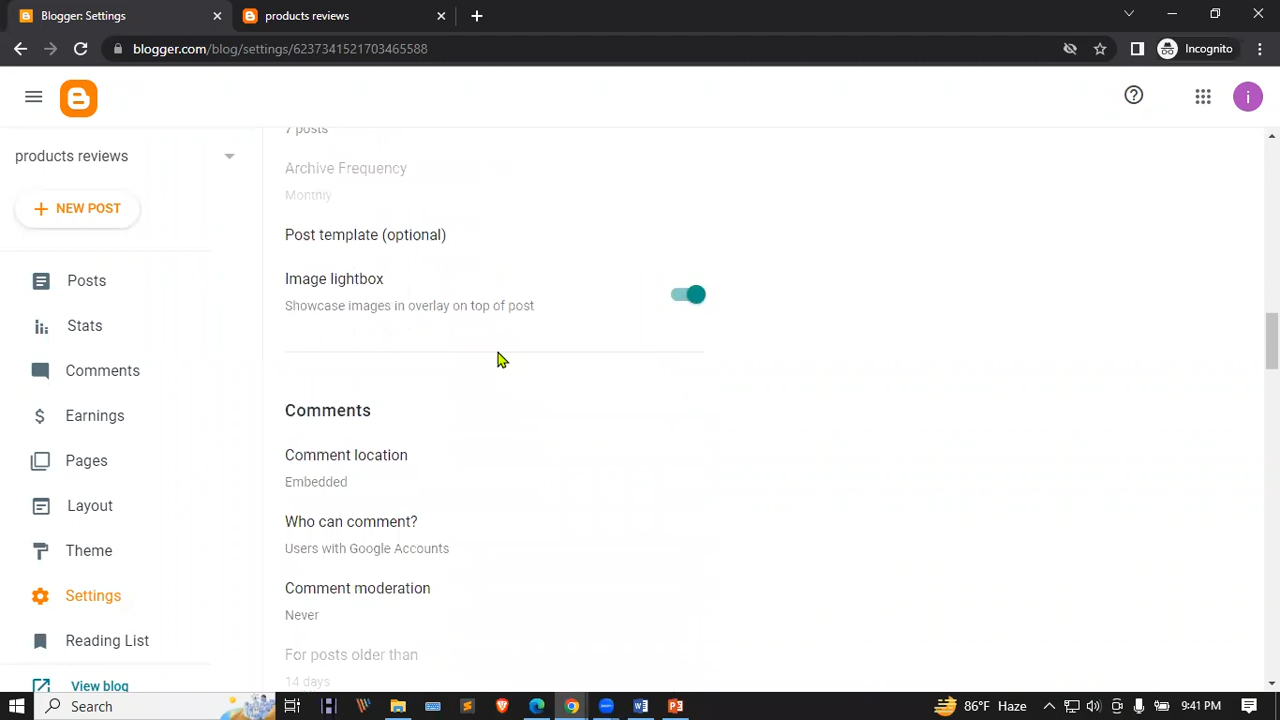 Blogger: Settings
products reviews
blogger.com/blog/settings/6237341521703465588
Incognito
i
products reviews
NEW POST
Posts
Stats
Comments
Earnings
Pages
Layout
Theme
Settings
Reading List
View blog
7 posts
Archive Frequency
Monthly
Post template (optional)
Image lightbox
Showcase images in overlay on top of post
Comments
Comment location
Embedded
Who can comment?
Users with Google Accounts
Comment moderation
Never
For posts older than
14 days
Search
86°F Haze
9:41 PM